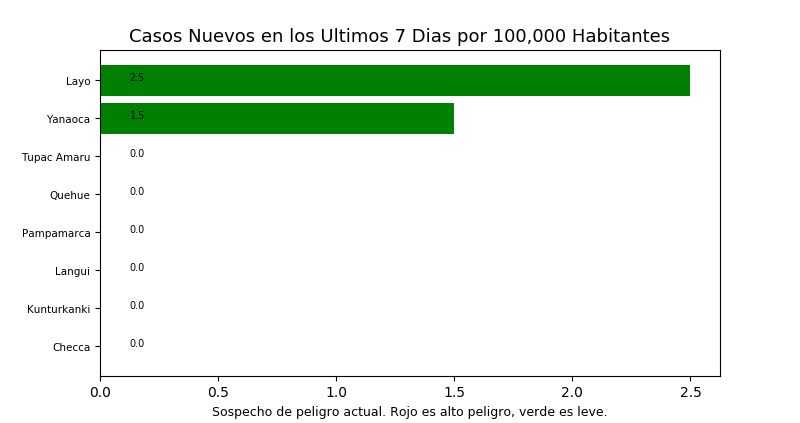 Casos Nuevos en los Ultimos 7 Dias por 100,000 Habitantes
Layo 2.5
Yanaoca 1.5
Tupac Amaru 0.0
Quehue 0.0
Pampamarca 0.0
Langui 0.0
Kunturkanki 0.0
Checca 0.0
0.0 0.5 1.0 1.5 2.0 2.5
Sospecho de peligro actual. Rojo es alto peligro, verde es leve.